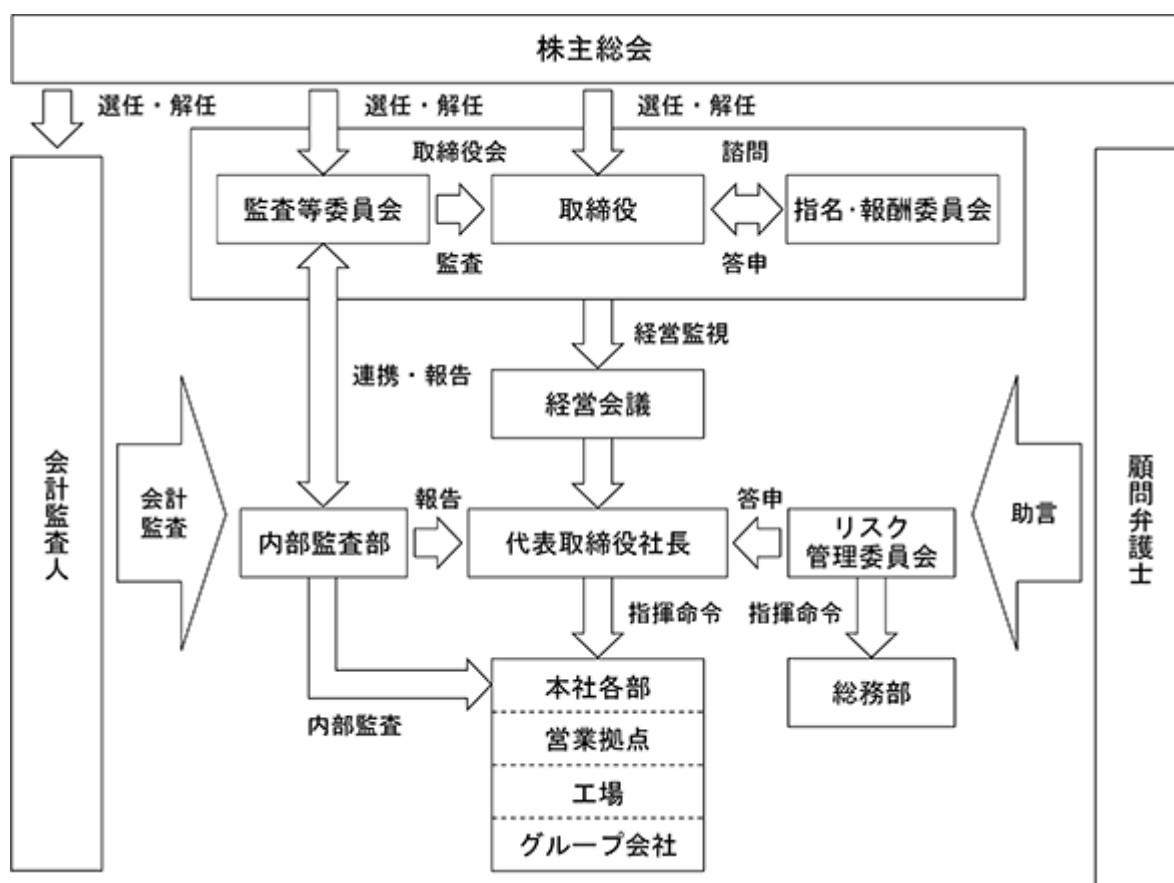 株主総会
選任・解任
選任・解任
選任・解任
取締役会
諮問
監査等委員会
取締役
指名・報酬委員会
監査
答申
経営監視
連携・報告
経営会議
会計監査人
会計
監査
顧問弁護士
助言
報告
答申
内部監査部
代表取締役社長
リスク
管理委員会
指揮命令
指揮命令
本社各部
総務部
内部監査
営業拠点
工場
グループ会社